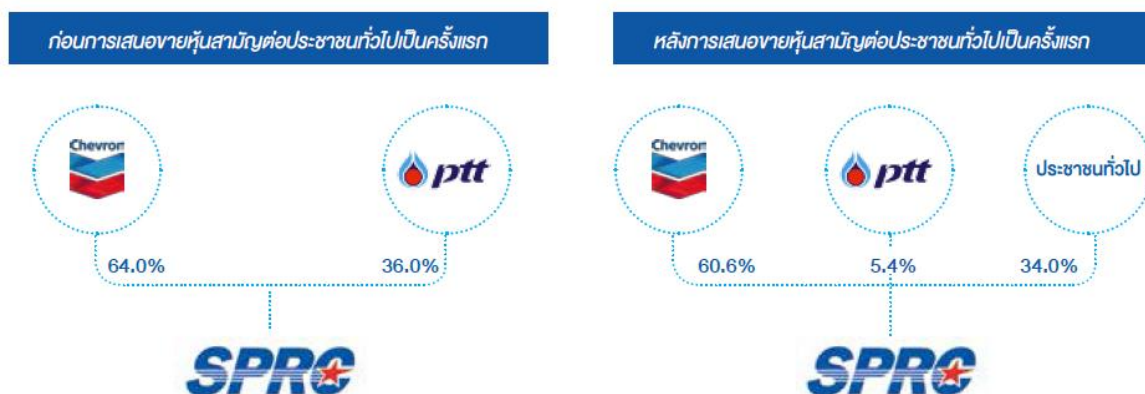 ก่อนการเสนอขายหุ้นสามัญต่อประชาชนทั่วไปเป็นครั้งแรก
Chevron
ptt
64.0%
36.0%
SPRC
หลังการเสนอขายหุ้นสามัญต่อประชาชนทั่วไปเป็นครั้งแรก
Chevron
ptt
ประชาชนทั่วไป
60.6%
5.4%
34.0%
SPRC